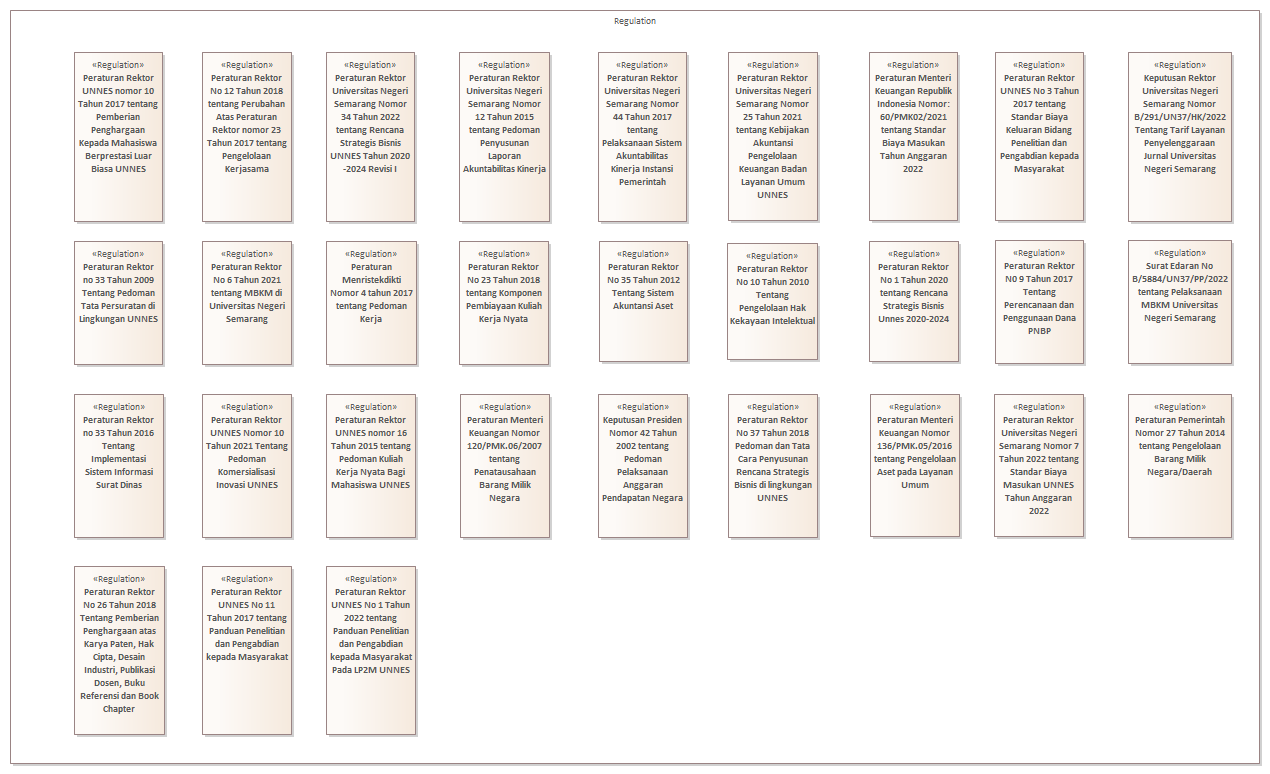 Regulation
«Regulation»
Peraturan Rektor
UNNES nomor 10
Tahun 2017 tentang
Pemberian
Penghargaan
Kepada Mahasiswa
Berprestasi Luar
Biasa UNNES
«Regulation»
Peraturan Rektor
No 12 Tahun 2018
tentang Perubahan
Atas Peraturan
Rektor nomor 23
Tahun 2017 tentang
Pengelolaan
Kerjasama
«Regulation»
Peraturan Rektor
Universitas Negeri
Semarang Nomor
34 Tahun 2022
tentang Rencana
Strategis Bisnis
UNNES Tahun 2020
-2024 Revisi I
«Regulation»
Peraturan Rektor
Universitas Negeri
Semarang Nomor
12 Tahun 2015
tentang Pedoman
Penyusunan
Laporan
Akuntabilitas Kinerja
«Regulation»
Peraturan Rektor
Universitas Negeri
Semarang Nomor
44 Tahun 2017
tentang
Pelaksanaan Sistem
Akuntabilitas
Kinerja Instansi
Pemerintah
«Regulation»
Peraturan Rektor
Universitas Negeri
Semarang Nomor
25 Tahun 2021
tentang Kebijakan
Akuntansi
Pengelolaan
Keuangan Badan
Layanan Umum
UNNES
«Regulation»
Peraturan Menteri
Keuangan Republik
Indonesia Nomor:
60/PMK02/2021
tentang Standar
Biaya Masukan
Tahun Anggaran
2022
«Regulation»
Peraturan Rektor
UNNES No 3 Tahun
2017 tentang
Standar Biaya
Keluaran Bidang
Penelitian dan
Pengabdian kepada
Masyarakat
«Regulation»
Keputusan Rektor
Universitas Negeri
Semarang Nomor
B/291/UN37/HK/2022
Tentang Tarif Layanan
Penyelenggaraan
Jurnal Universitas
Negeri Semarang
«Regulation»
Peraturan Rektor
no 33 Tahun 2009
Tentang Pedoman
Tata Persuratan di
Lingkungan UNNES
«Regulation»
Peraturan Rektor
No 6 Tahun 2021
tentang MBKM di
Universitas Negeri
Semarang
«Regulation»
Peraturan
Menristekdikti
Nomor 4 tahun 2017
tentang Pedoman
Kerja
«Regulation»
Peraturan Rektor
No 23 Tahun 2018
tentang Komponen
Pembiayaan Kuliah
Kerja Nyata
«Regulation»
Peraturan Rektor
No 35 Tahun 2012
Tentang Sistem
Akuntansi Aset
«Regulation»
Peraturan Rektor
No 10 Tahun 2010
Tentang
Pengelolaan Hak
Kekayaan Intelektual
«Regulation»
Peraturan Rektor
No 1 Tahun 2020
tentang Rencana
Strategis Bisnis
Unnes 2020-2024
«Regulation»
Peraturan Rektor
N0 9 Tahun 2017
Tentang
Perencanaan dan
Penggunaan Dana
PNBP
«Regulation»
Surat Edaran No
B/5884/UN37/PP/2022
tentang Pelaksanaan
MBKM Universitas
Negeri Semarang
«Regulation»
Peraturan Rektor
no 33 Tahun 2016
Tentang
Implementasi
Sistem Informasi
Surat Dinas
«Regulation»
Peraturan Rektor
UNNES Nomor 10
Tahun 2021 Tentang
Pedoman
Komersialisasi
Inovasi UNNES
«Regulation»
Peraturan Rektor
UNNES nomor 16
Tahun 2015 tentang
Pedoman Kuliah
Kerja Nyata Bagi
Mahasiswa UNNES
«Regulation»
Peraturan Menteri
Keuangan Nomor
120/PMK.06/2007
tentang
Penatausahaan
Barang Milik
Negara
«Regulation»
Keputusan Presiden
Nomor 42 Tahun
2002 tentang
Pedoman
Pelaksanaan
Anggaran
Pendapatan Negara
«Regulation»
Peraturan Rektor
No 37 Tahun 2018
Pedoman dan Tata
Cara Penyusunan
Rencana Strategis
Bisnis di lingkungan
UNNES
«Regulation»
Peraturan Menteri
Keuangan Nomor
136/PMK.05/2016
tentang Pengelolaan
Aset pada Layanan
Umum
«Regulation»
Peraturan Rektor
Universitas Negeri
Semarang Nomor 7
Tahun 2022 tentang
Standar Biaya
Masukan UNNES
Tahun Anggaran
2022
«Regulation»
Peraturan Pemerintah
Nomor 27 Tahun 2014
tentang Pengelolaan
Barang Milik
Negara/Daerah
«Regulation»
Peraturan Rektor
No 26 Tahun 2018
Tentang Pemberian
Penghargaan atas
Karya Paten, Hak
Cipta, Desain
Industri, Publikasi
Dosen, Buku
Referensi dan Book
Chapter
«Regulation»
Peraturan Rektor
UNNES No 11
Tahun 2017 tentang
Panduan Penelitian
dan Pengabdian
kepada Masyarakat
«Regulation»
Peraturan Rektor
UNNES No 1 Tahun
2022 tentang
Panduan Penelitian
dan Pengabdian
kepada Masyarakat
Pada LP2M UNNES